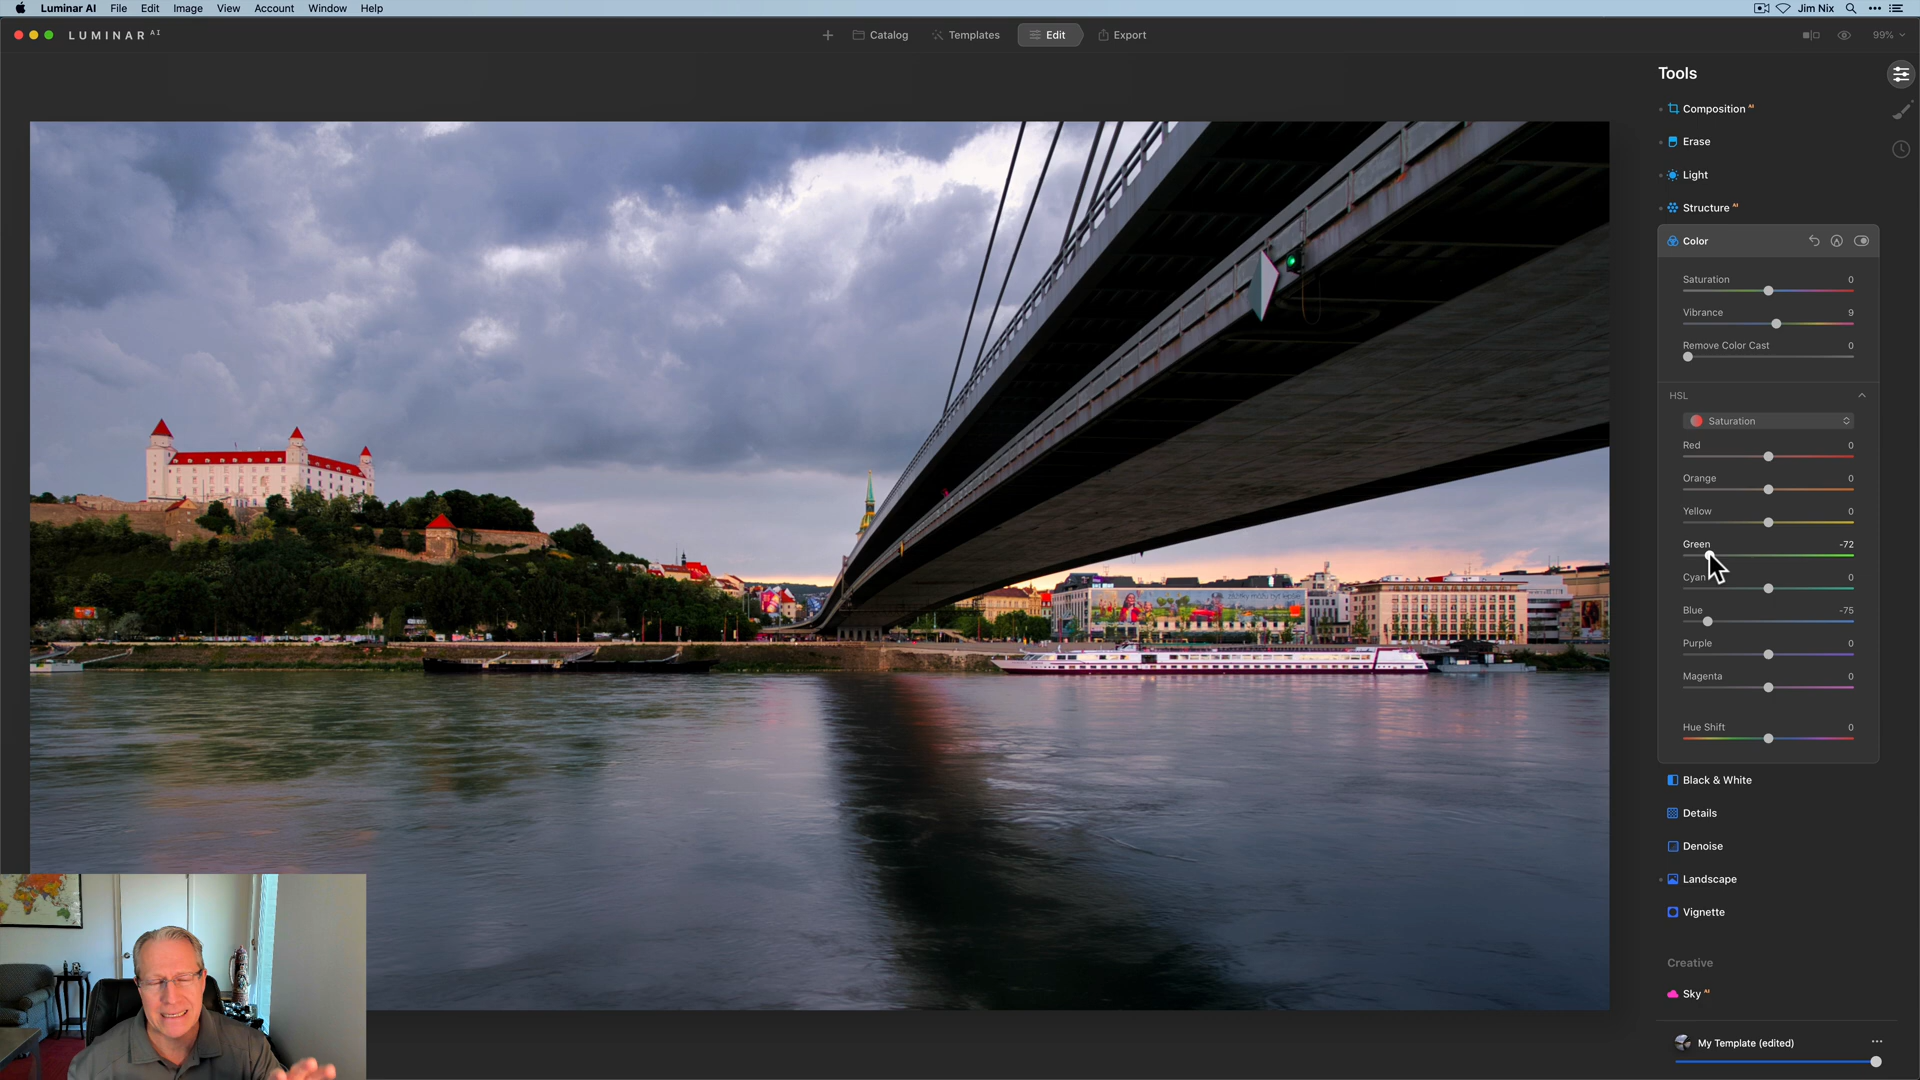 Luminar AI File Edit Image View Account Window Help
Jim Nix
LUMINAR AI
Catalog Templates Edit Export
99%
Tools
Composition AI
Erase
Light
Structure AI
Color
Saturation 0
Vibrance 9
Remove Color Cast 0
HSL
Saturation
Red 0
Orange 0
Yellow 0
Green -72
Cyan 0
Blue -75
Purple 0
Magenta 0
Hue Shift 0
Black & White
Details
Denoise
Landscape
Vignette
Creative
Sky AI
My Template (edited)